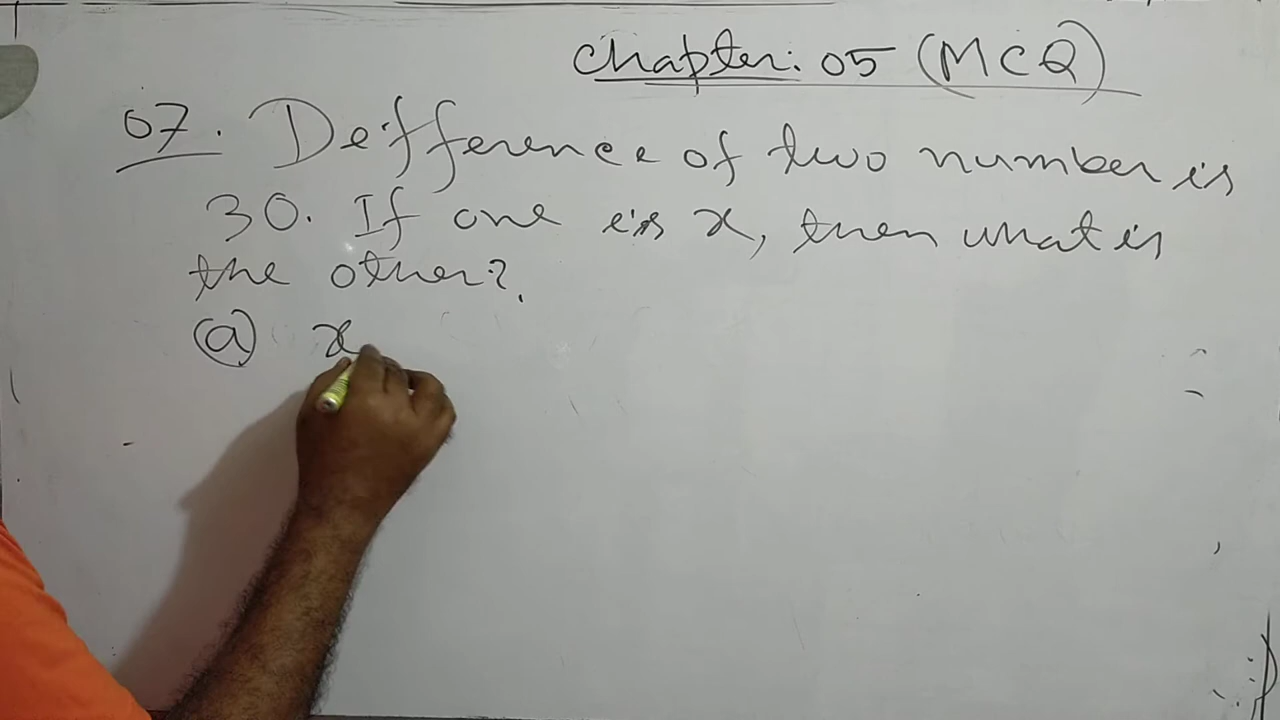 Chapter: 05 (MCQ)
07. Defference of two number is
30. If one is x, then what is
the other?
(a) x